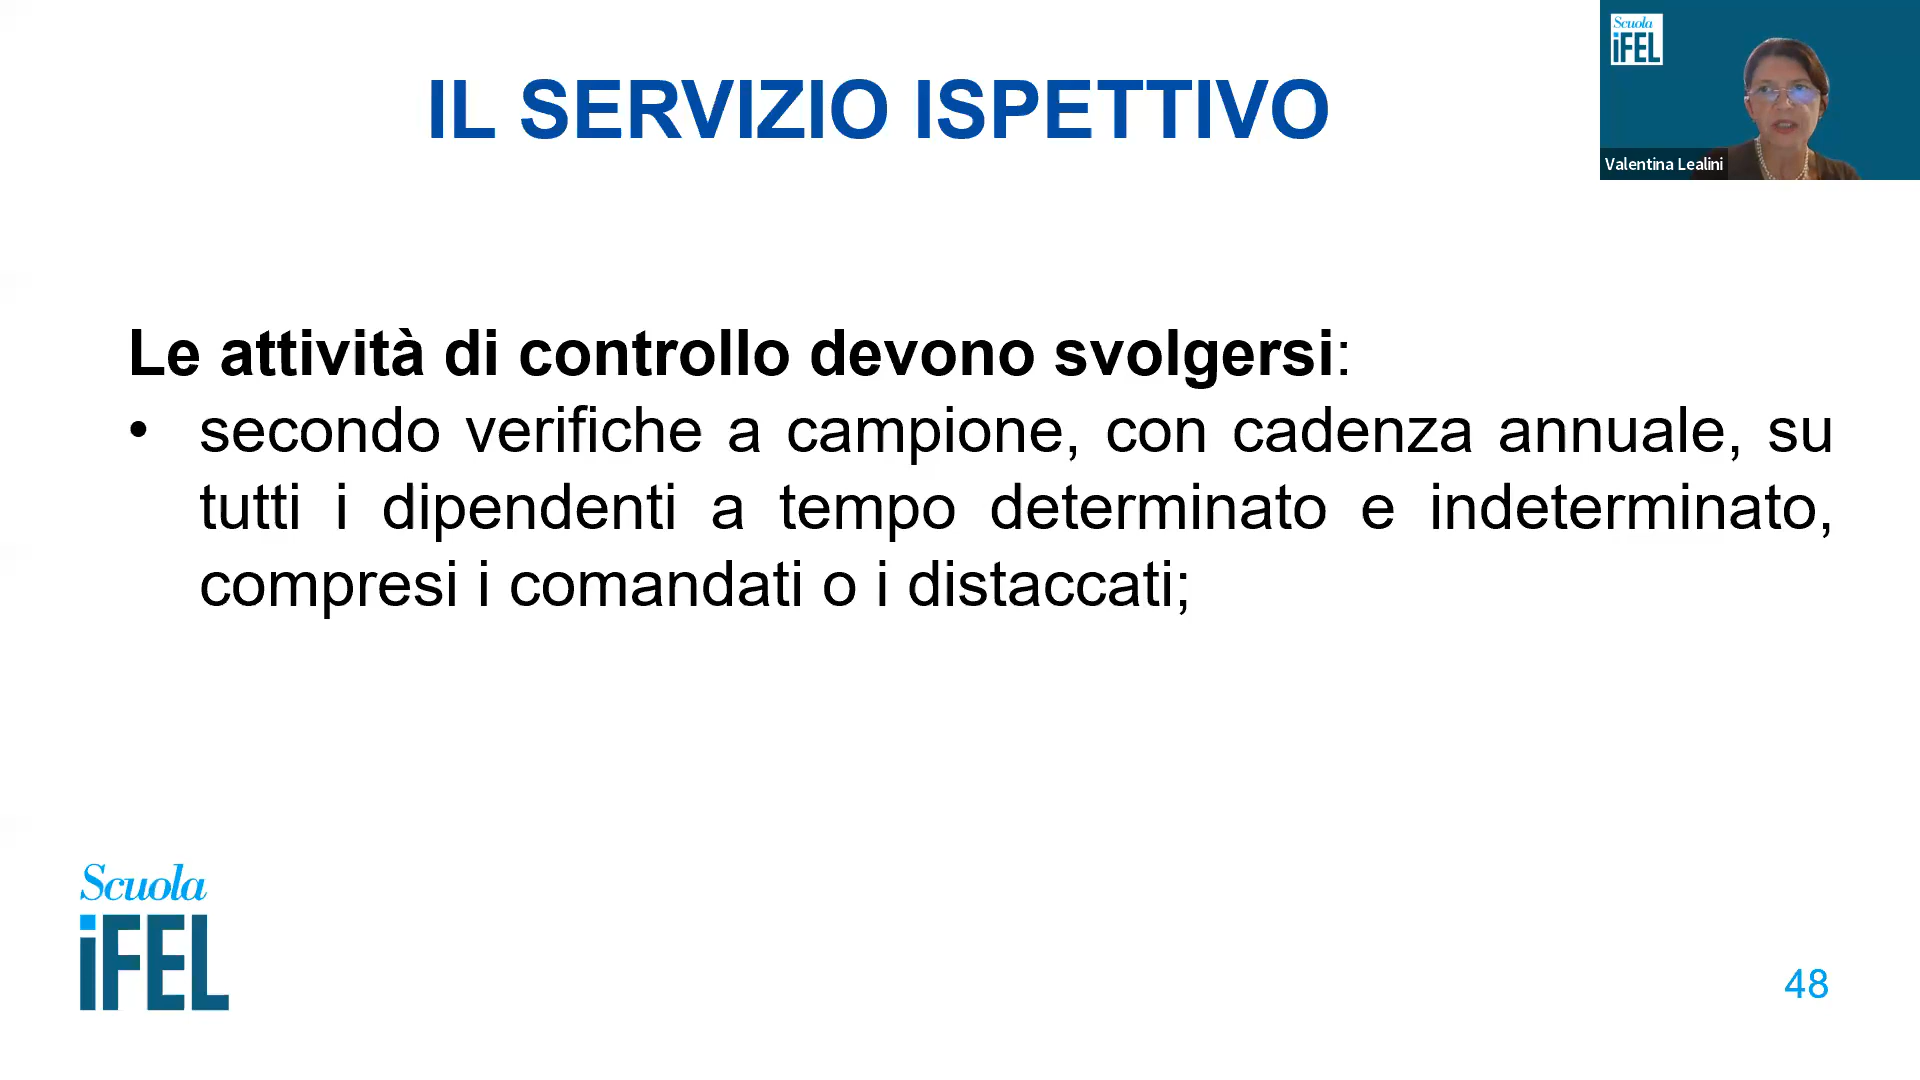 IL SERVIZIO ISPETTIVO
Scuola
iFEL
Valentina Lealini
Le attività di controllo devono svolgersi:
• secondo verifiche a campione, con cadenza annuale, su
tutti i dipendenti a tempo determinato e indeterminato,
compresi i comandati o i distaccati;
Scuola
iFEL
48